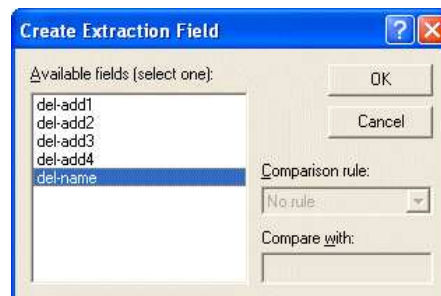 Create Extraction Field
Available fields (select one):
del-add1
del-add2
del-add3
del-add4
del-name
OK
Cancel
Comparison rule:
No rule
Compare with: